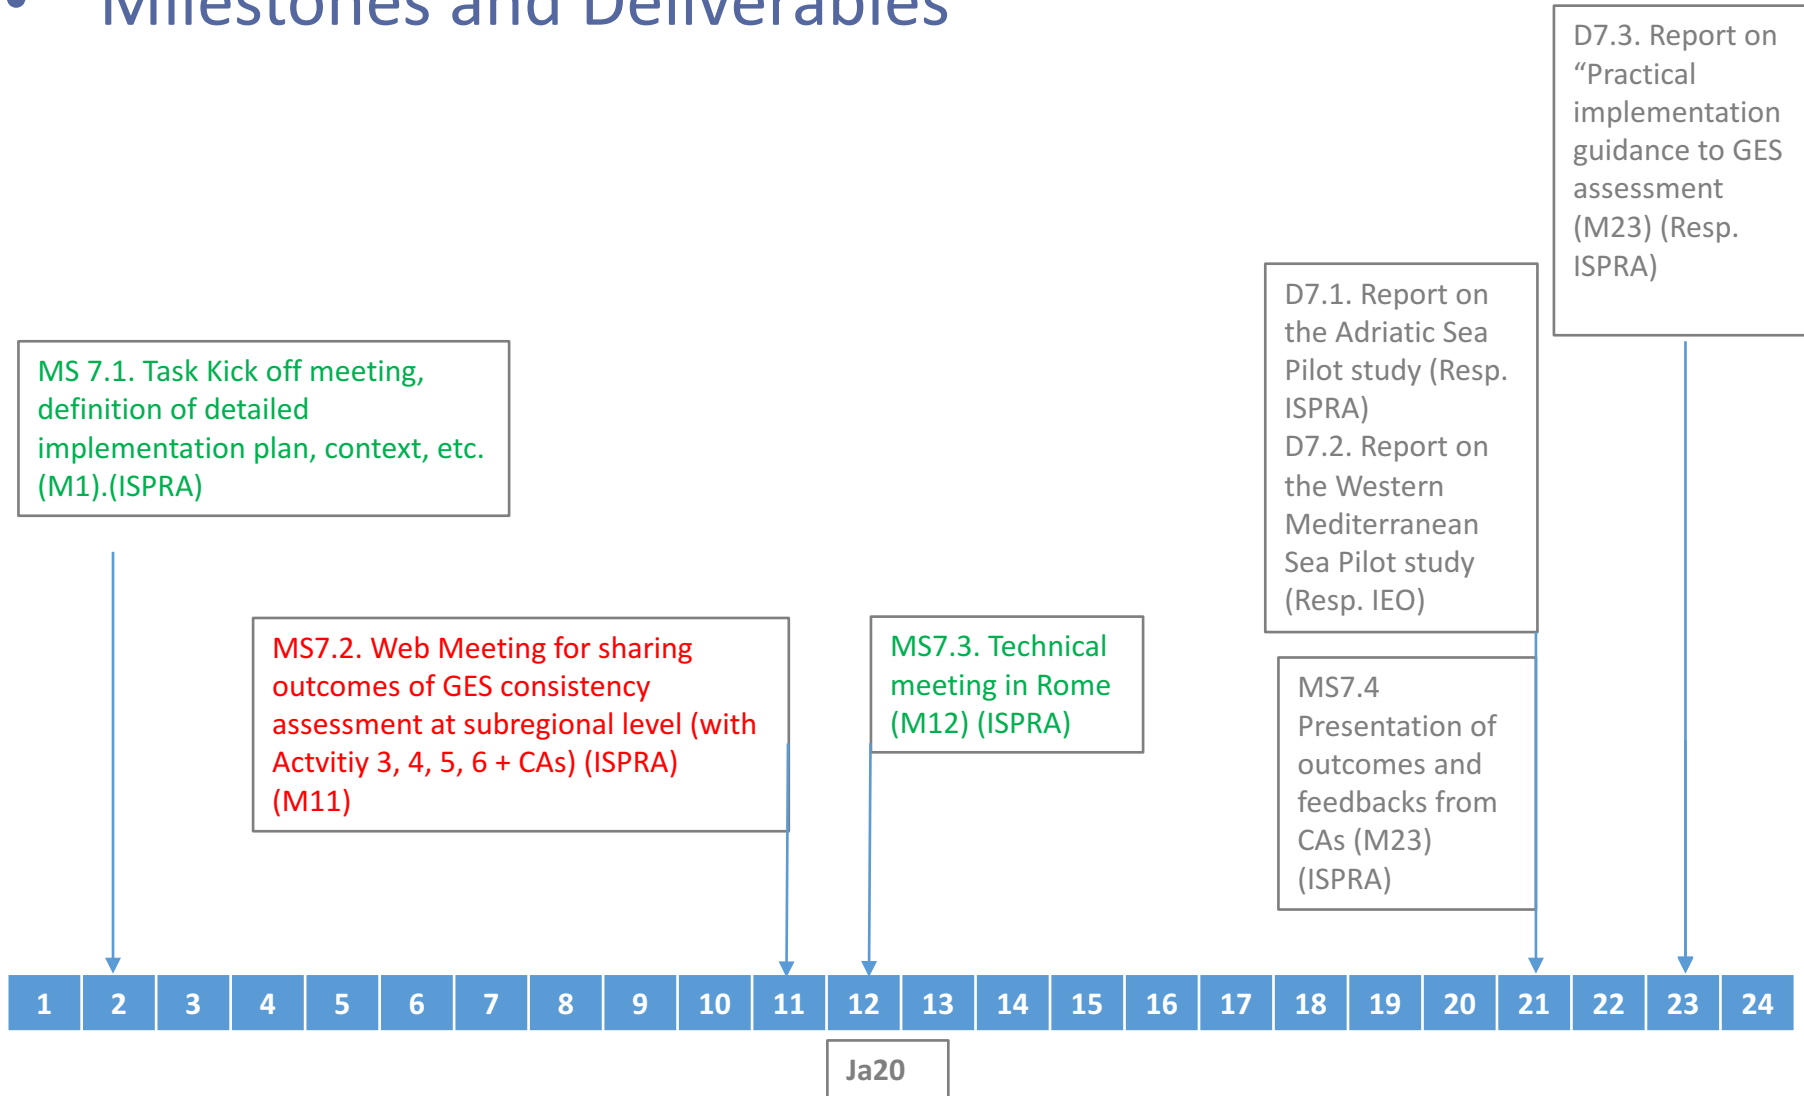 • Milestones and Deliverables
D7.3. Report on
“Practical
implementation
guidance to GES
assessment
(M23) (Resp.
ISPRA)
D7.1. Report on
the Adriatic Sea
Pilot study (Resp.
ISPRA)
D7.2. Report on
the Western
Mediterranean
Sea Pilot study
(Resp. IEO)
MS 7.1. Task Kick off meeting,
definition of detailed
implementation plan, context, etc.
(M1).(ISPRA)
MS7.2. Web Meeting for sharing
outcomes of GES consistency
assessment at subregional level (with
Actvitiy 3, 4, 5, 6 + CAs) (ISPRA)
(M11)
MS7.3. Technical
meeting in Rome
(M12) (ISPRA)
MS7.4
Presentation of
outcomes and
feedbacks from
CAs (M23)
(ISPRA)
1 2 3 4 5 6 7 8 9 10 11 12 13 14 15 16 17 18 19 20 21 22 23 24
Ja20